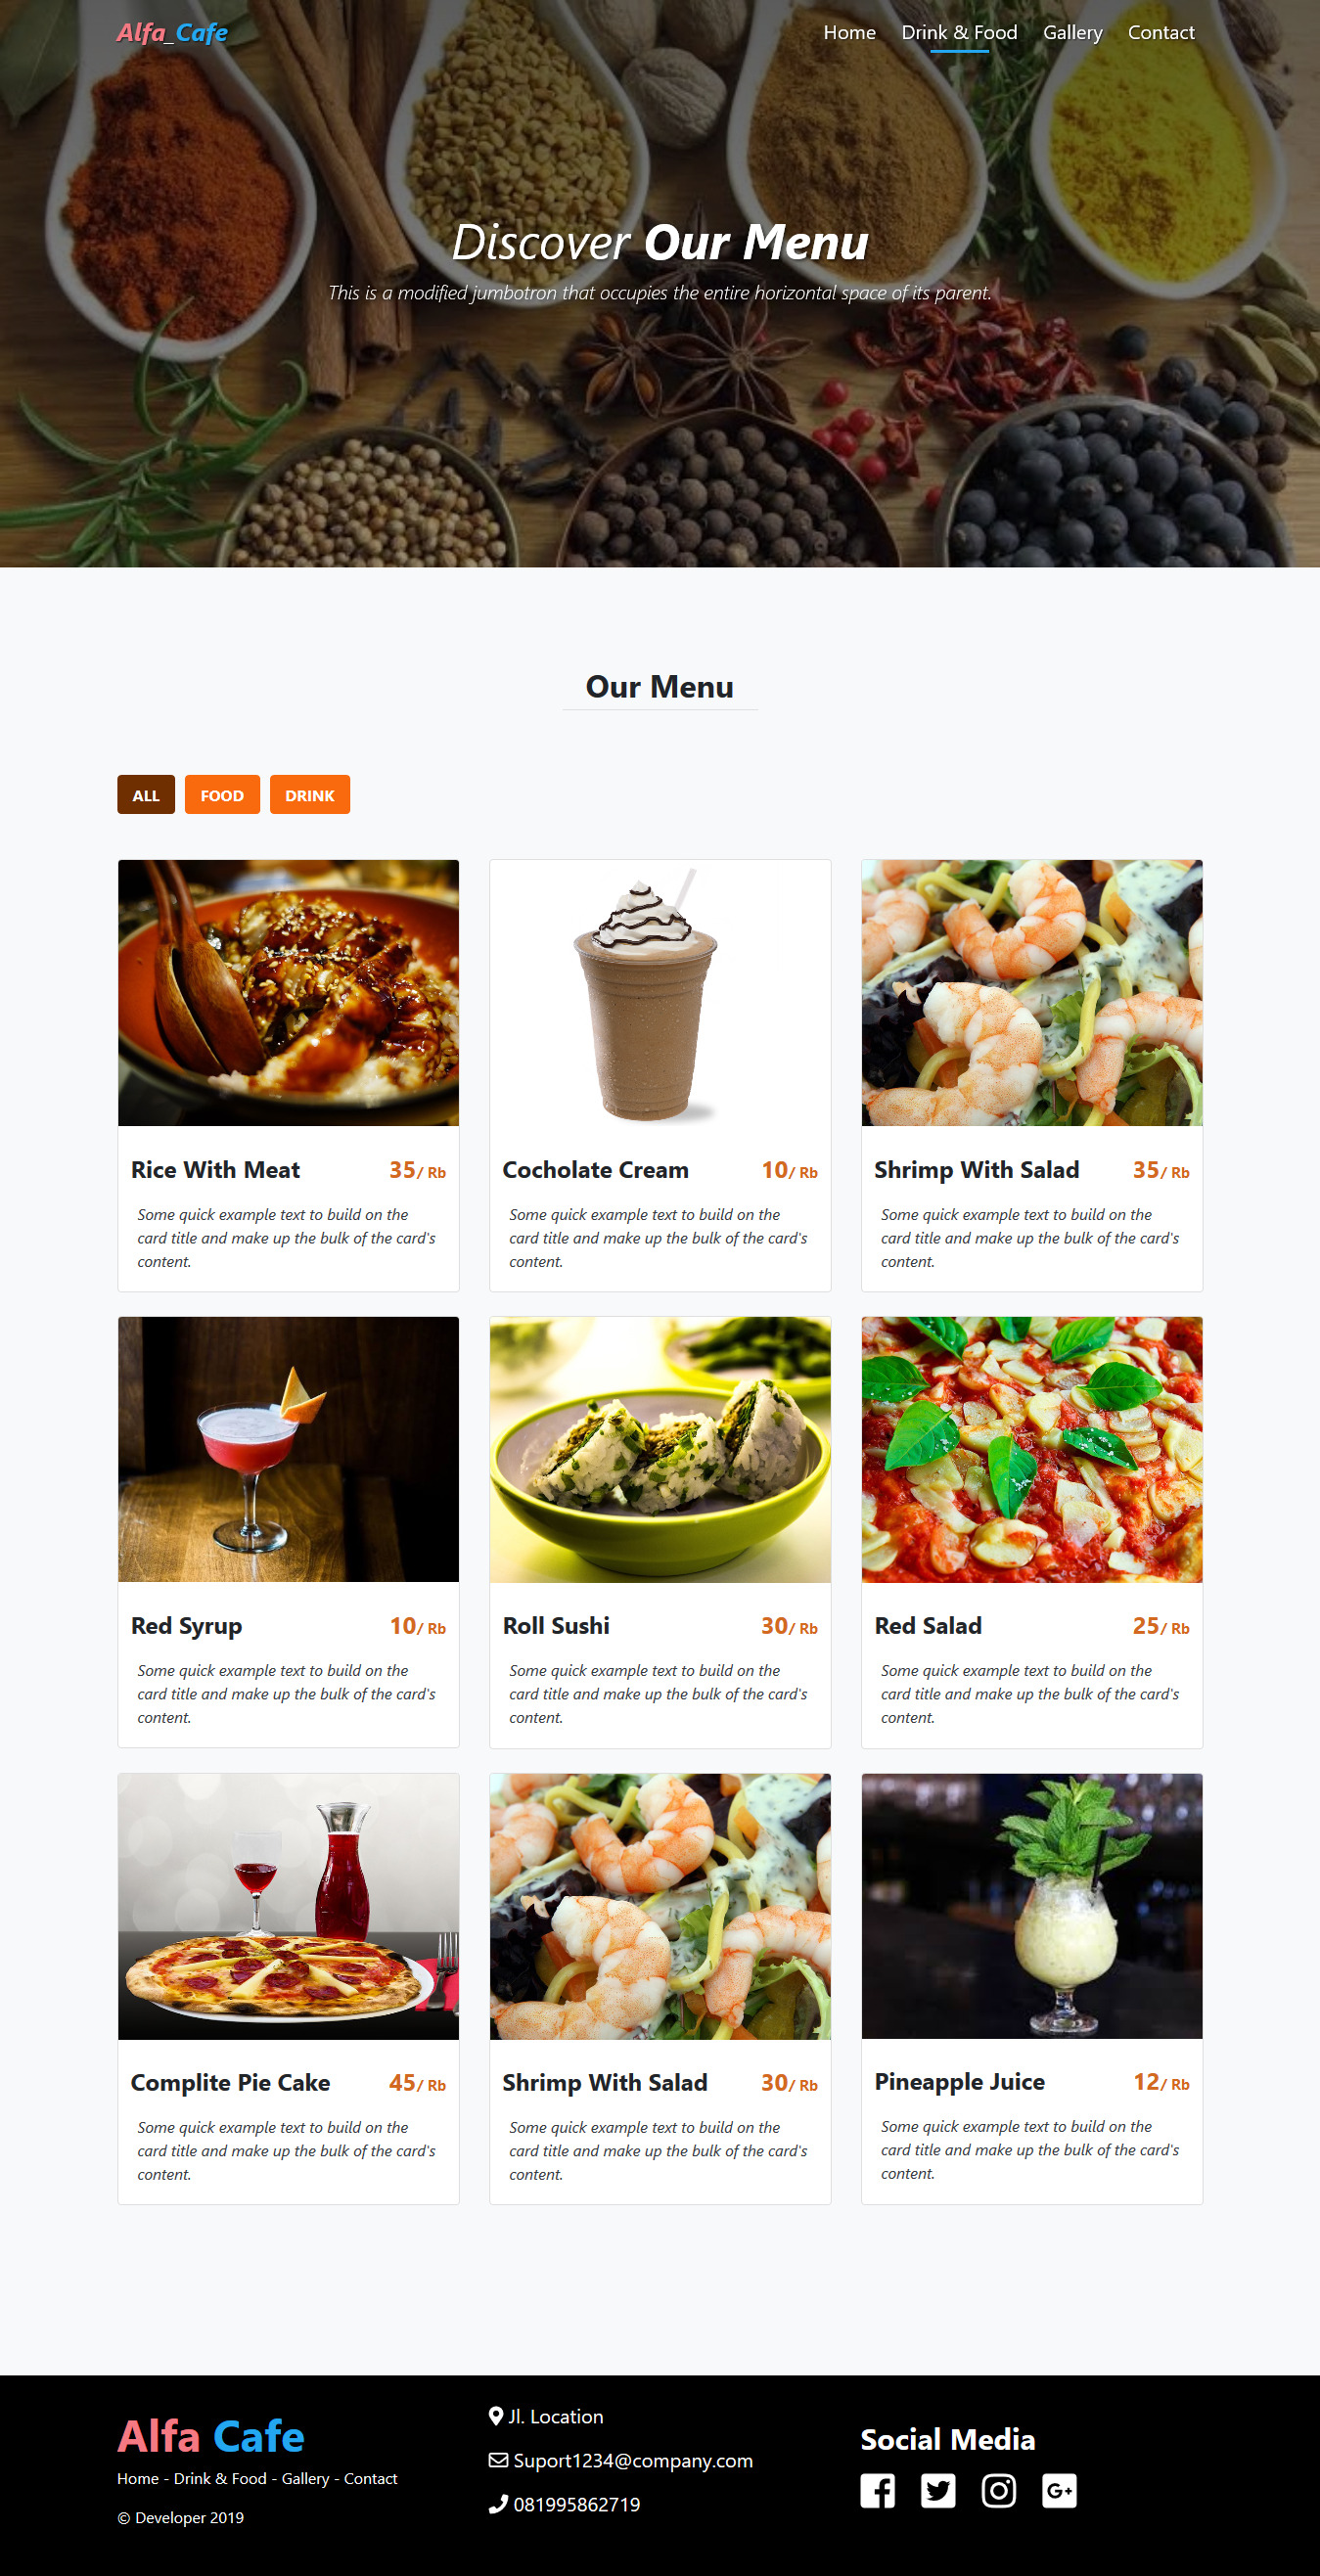 Alfa_Cafe
Home Drink & Food Gallery Contact
Discover Our Menu
This is a modified jumbotron that occupies the entire horizontal space of its parent.
Our Menu
ALL FOOD DRINK
Rice With Meat 35/ Rb
Some quick example text to build on the
card title and make up the bulk of the card's
content.
Cocholate Cream 10/ Rb
Some quick example text to build on the
card title and make up the bulk of the card's
content.
Shrimp With Salad 35/ Rb
Some quick example text to build on the
card title and make up the bulk of the card's
content.
Red Syrup 10/ Rb
Some quick example text to build on the
card title and make up the bulk of the card's
content.
Roll Sushi 30/ Rb
Some quick example text to build on the
card title and make up the bulk of the card's
content.
Red Salad 25/ Rb
Some quick example text to build on the
card title and make up the bulk of the card's
content.
Complite Pie Cake 45/ Rb
Some quick example text to build on the
card title and make up the bulk of the card's
content.
Shrimp With Salad 30/ Rb
Some quick example text to build on the
card title and make up the bulk of the card's
content.
Pineapple Juice 12/ Rb
Some quick example text to build on the
card title and make up the bulk of the card's
content.
Alfa Cafe
Home - Drink & Food - Gallery - Contact
© Developer 2019
Jl. Location
Suport1234@company.com
081995862719
Social Media